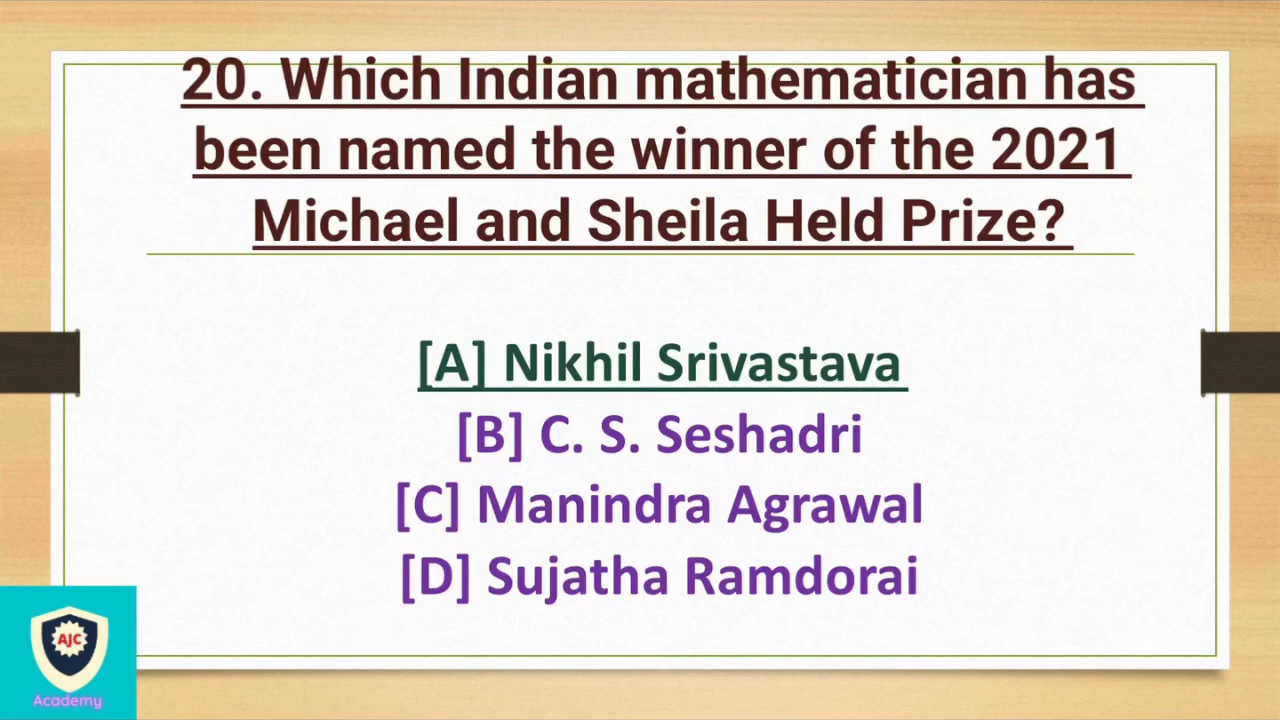 20. Which Indian mathematician has
been named the winner of the 2021
Michael and Sheila Held Prize?
[A] Nikhil Srivastava
[B] C. S. Seshadri
[C] Manindra Agrawal
[D] Sujatha Ramdorai
AJC
Academy